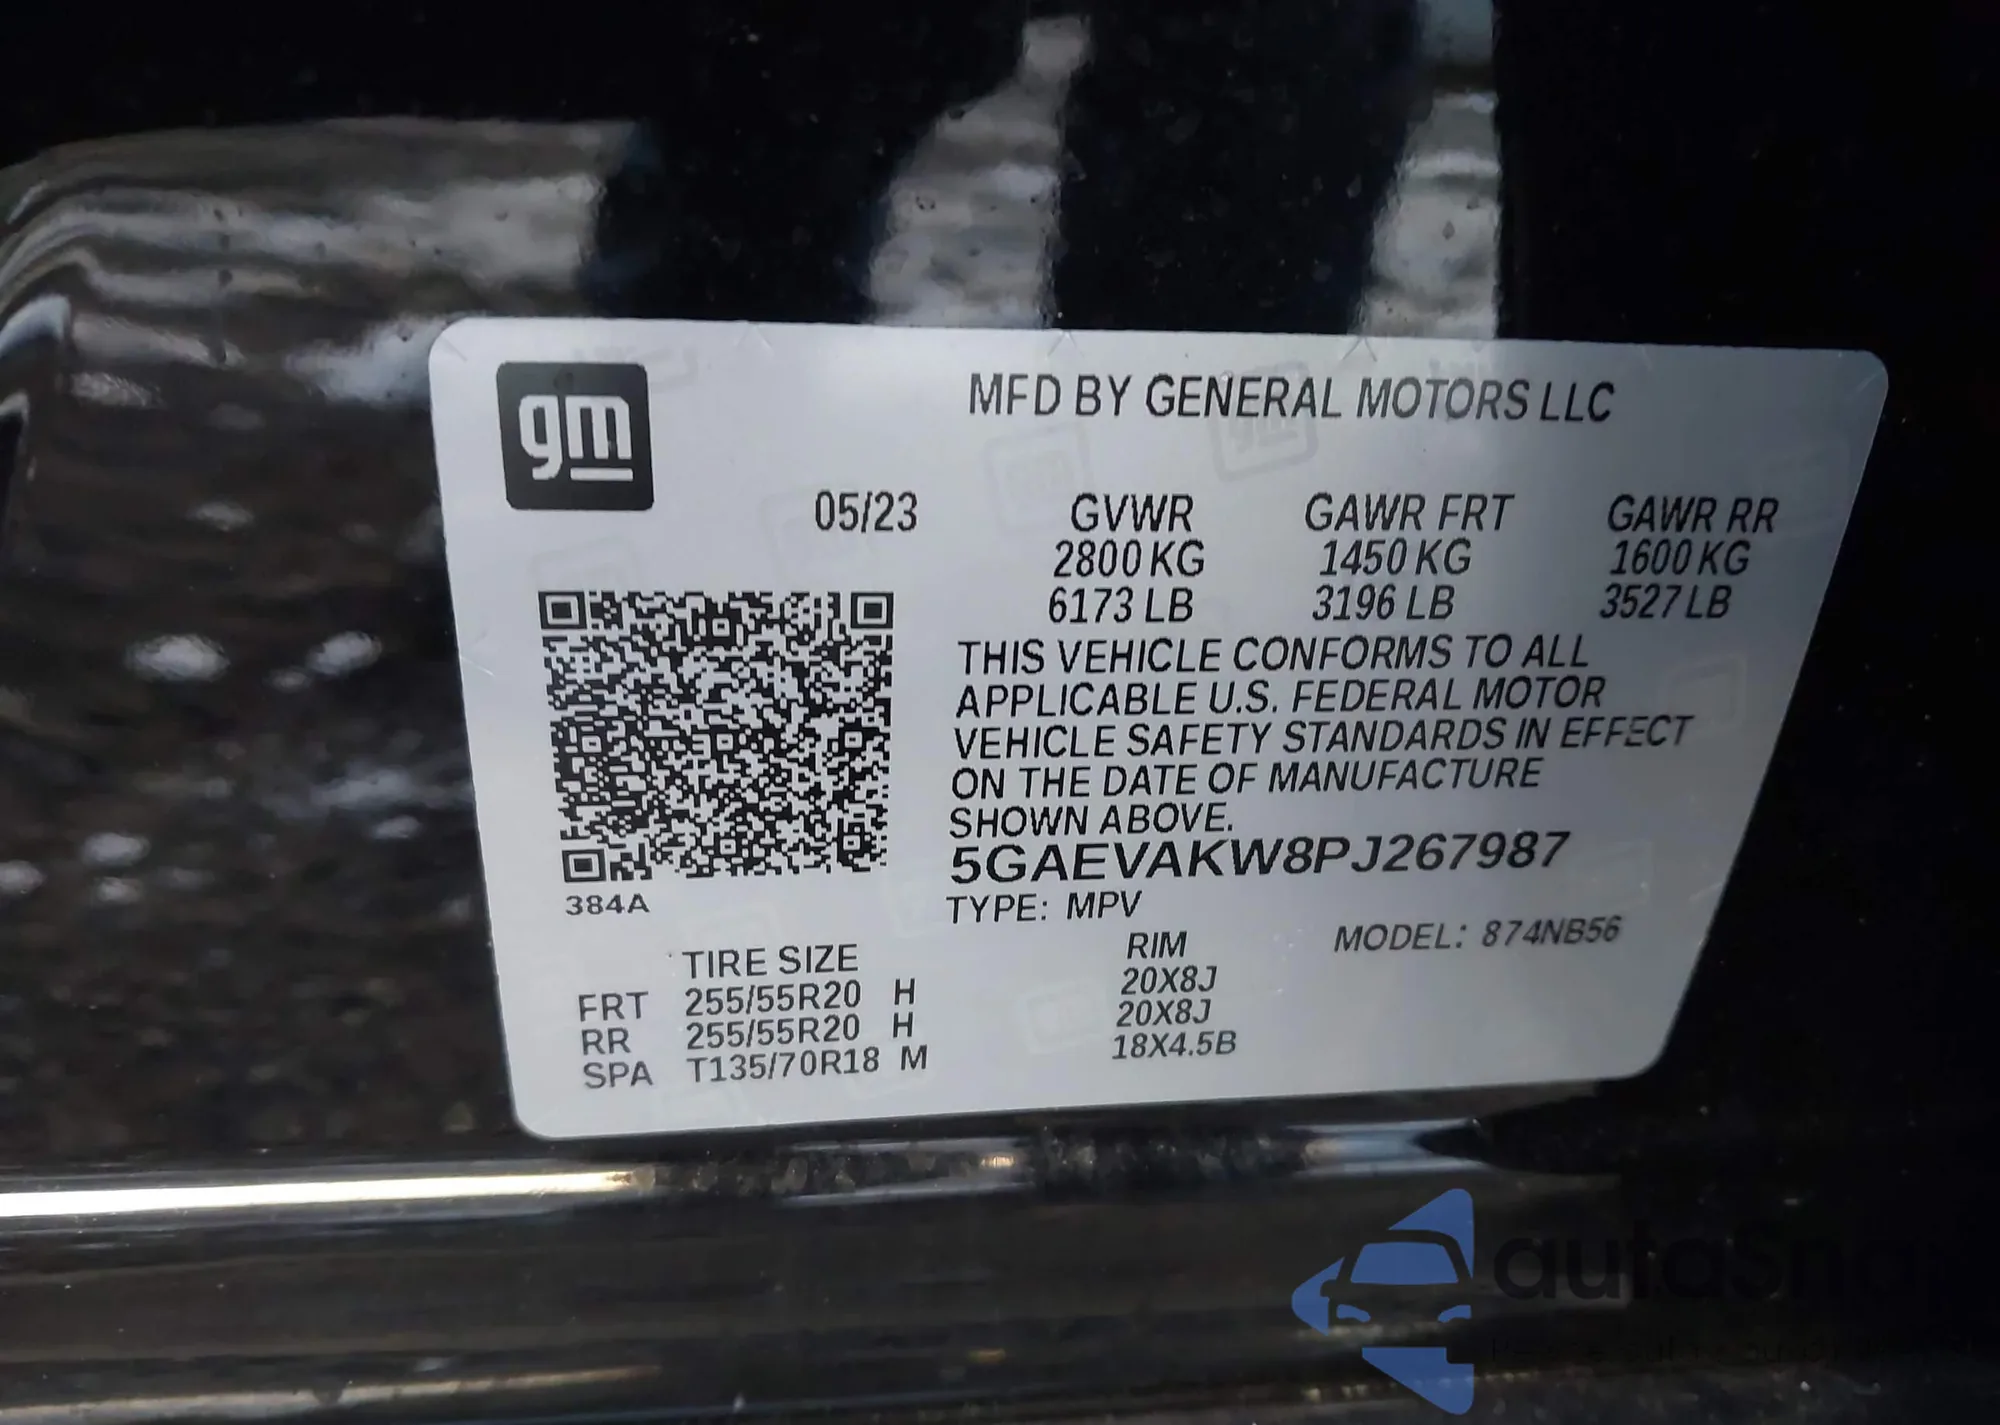 gm
MFD BY GENERAL MOTORS LLC
05/23 GVWR GAWR FRT GAWR RR
2800 KG 1450 KG 1600 KG
6173 LB 3196 LB 3527 LB
THIS VEHICLE CONFORMS TO ALL
APPLICABLE U.S. FEDERAL MOTOR
VEHICLE SAFETY STANDARDS IN EFFECT
ON THE DATE OF MANUFACTURE
SHOWN ABOVE.
5GAEVAKW8PJ267987
384A
TYPE: MPV
MODEL: 874NB56
TIRE SIZE RIM
FRT 255/55R20 H 20X8J
RR 255/55R20 H 20X8J
SPA T135/70R18 M 18X4.5B